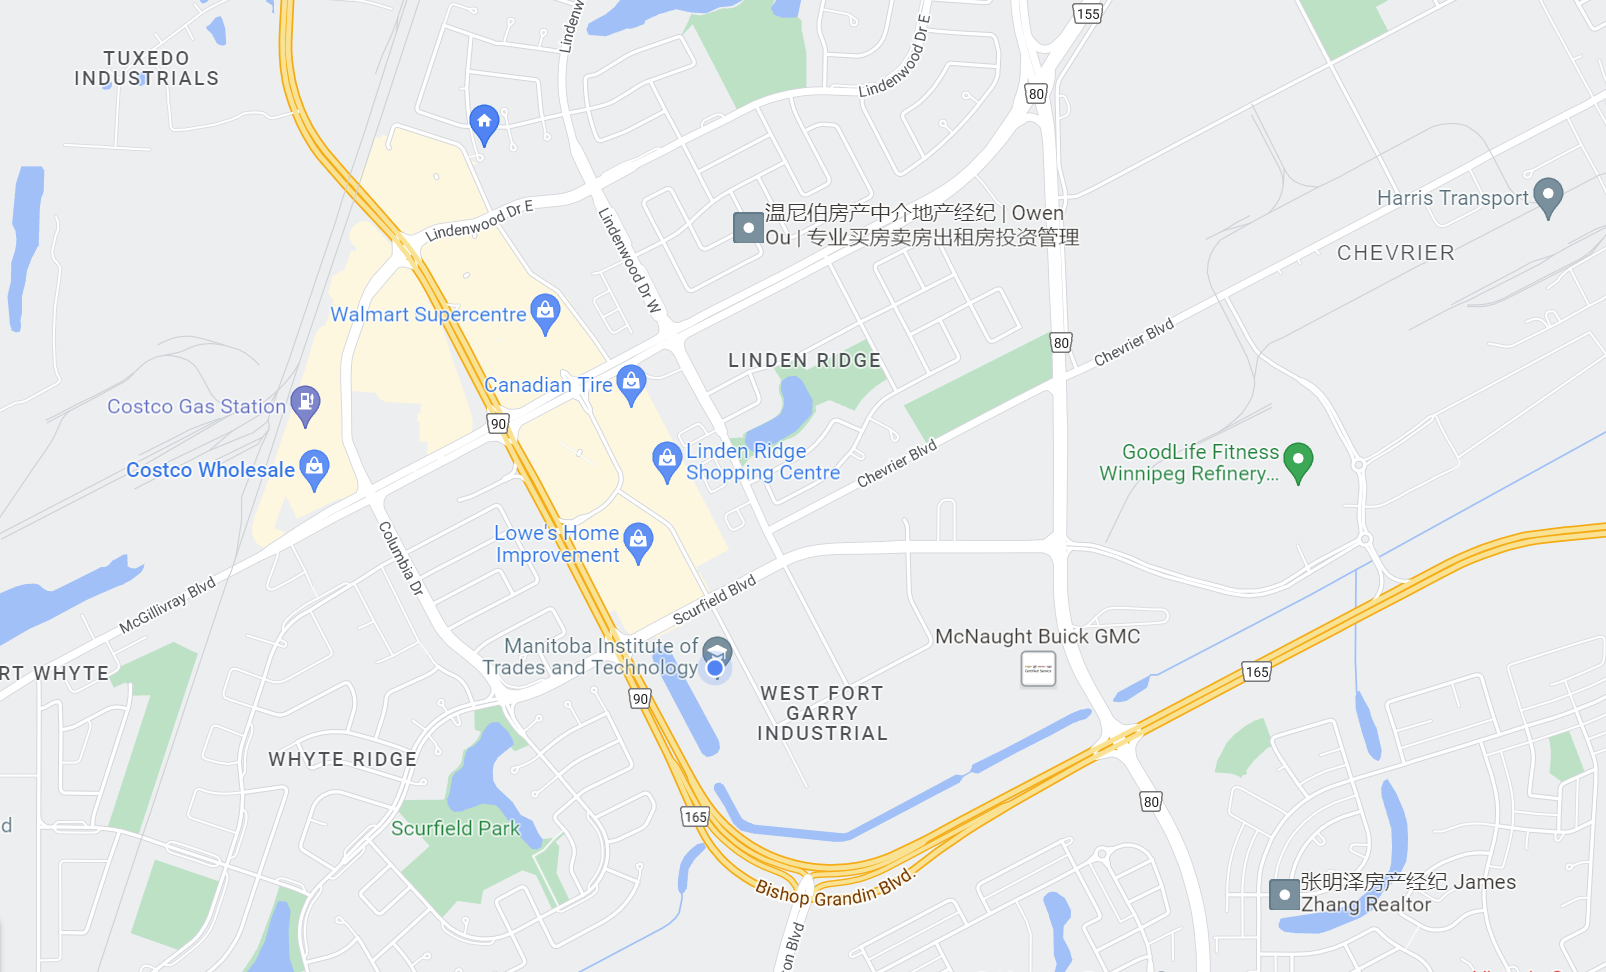 155
TUXEDO
INDUSTRIALS
Lindenw
Lindenwood Dr E
80
Harris Transport
温尼伯房产中介地产经纪 | Owen
Ou | 专业买房卖房出租房投资管理
Lindenwood Dr E
CHEVRIER
Lindenwood Dr W
Walmart Supercentre
80
Chevrier Blvd
LINDEN RIDGE
Canadian Tire
Costco Gas Station
90
Linden Ridge
Shopping Centre
Chevrier Blvd
GoodLife Fitness
Winnipeg Refinery...
Costco Wholesale
Lowe's Home
Improvement
Columbia Dr
McGillivray Blvd
Scurfield Blvd
Manitoba Institute of
Trades and Technology
McNaught Buick GMC
RT WHYTE
165
90
WEST FORT
GARRY
INDUSTRIAL
WHYTE RIDGE
80
165
Scurfield Park
d
Bishop Grandin Blvd.
张明泽房产经纪 James
Zhang Realtor
on Blvd